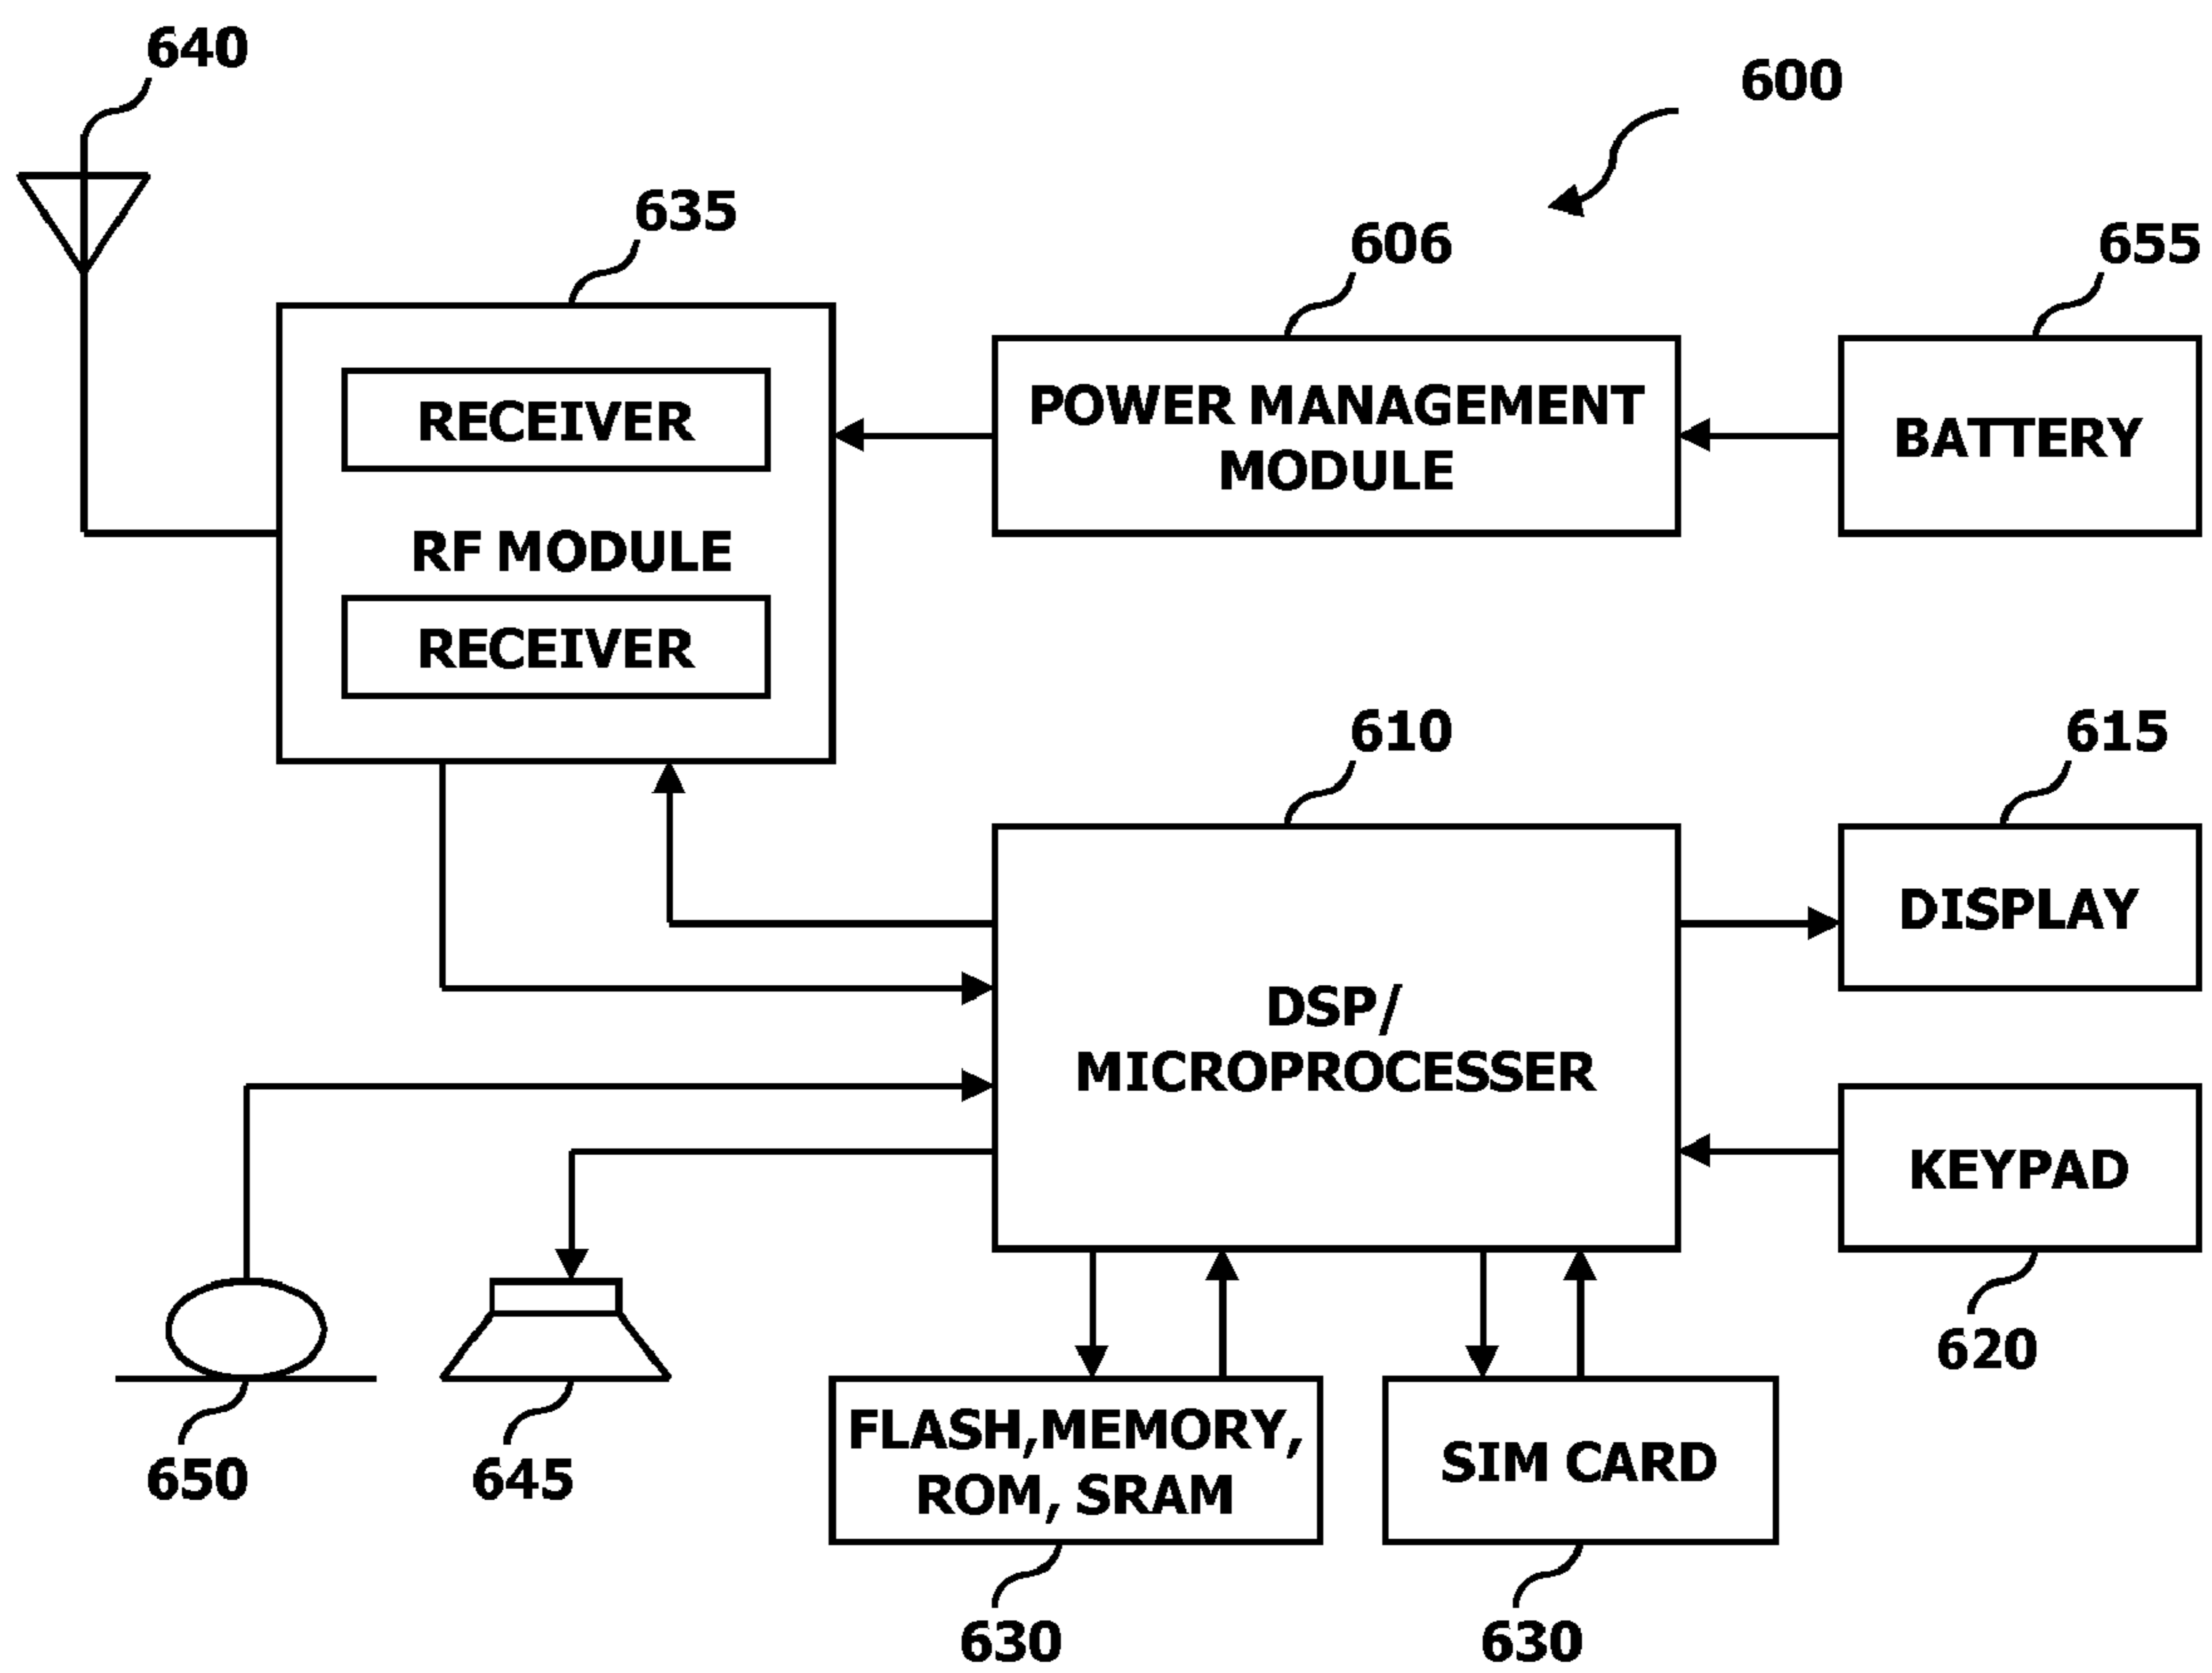 640
600
635
606
655
RECEIVER
RF MODULE
RECEIVER
POWER MANAGEMENT
MODULE
BATTERY
610
615
DSP/
MICROPROCESSER
DISPLAY
KEYPAD
620
650
645
FLASH,MEMORY,
ROM, SRAM
SIM CARD
630
630